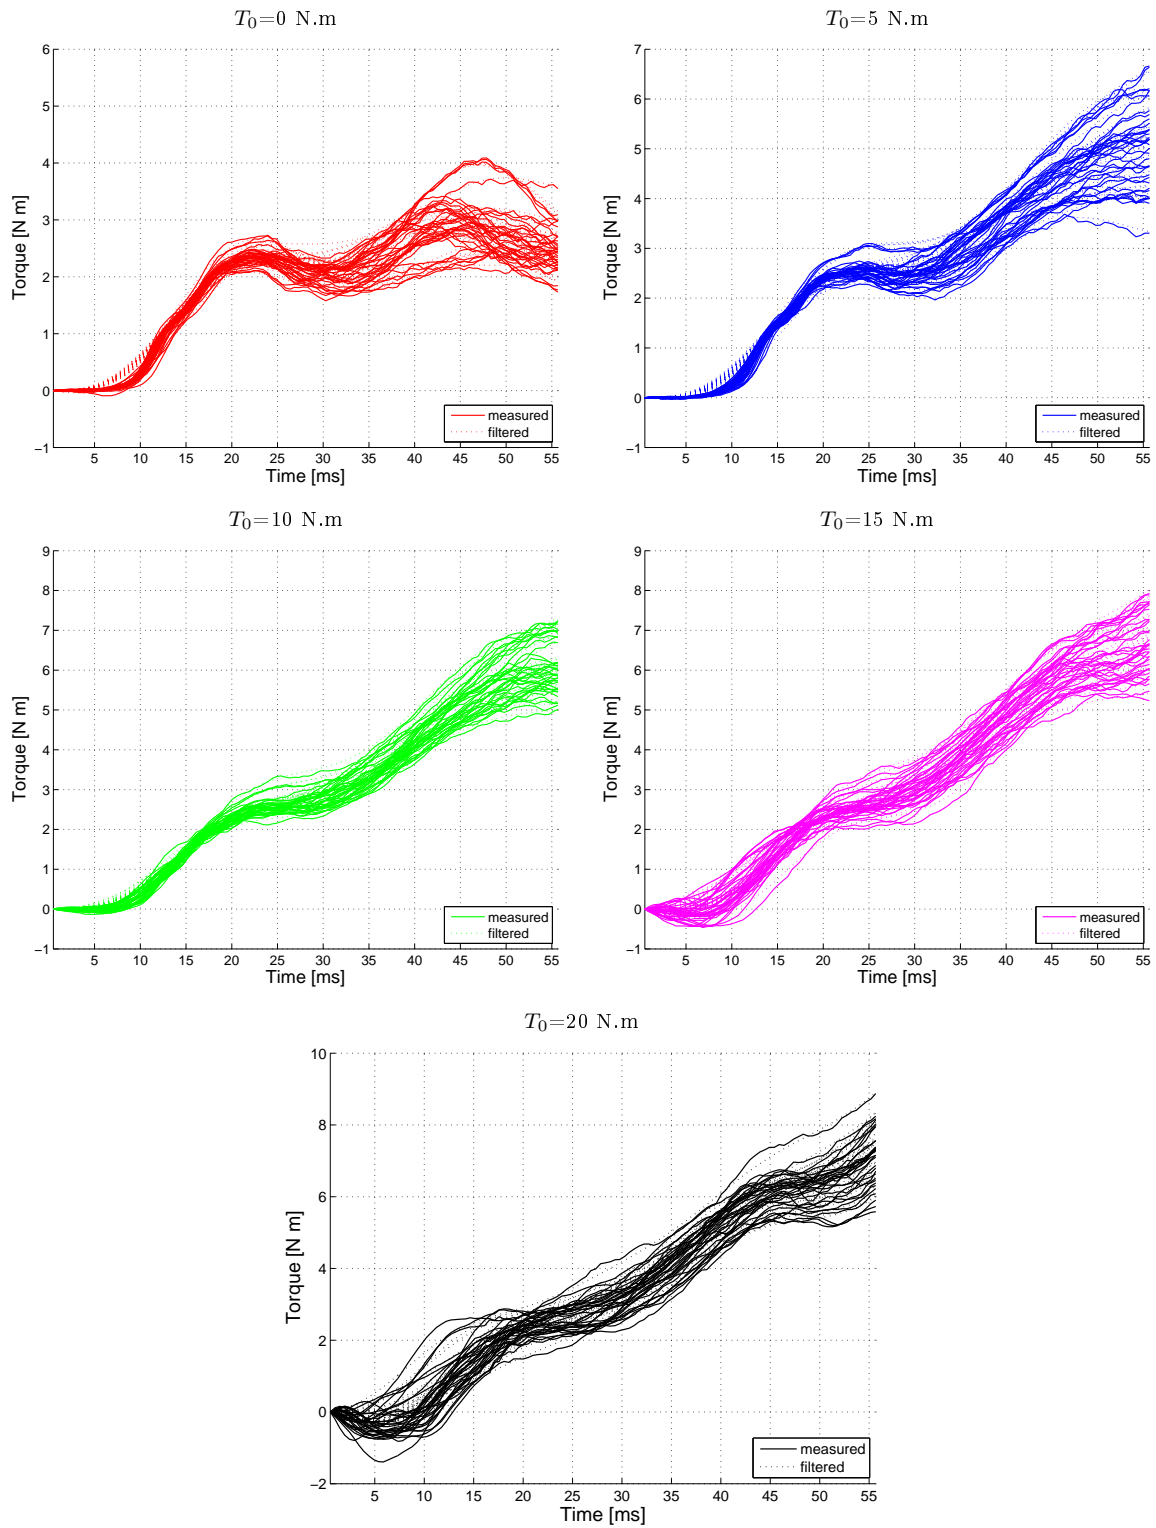 T₀=0 N.m
6
5
4
3
2
1
0
−1
Torque [N m]
5 10 15 20 25 30 35 40 45 50 55
Time [ms]
measured
filtered
T₀=5 N.m
7
6
5
4
3
2
1
0
−1
Torque [N m]
5 10 15 20 25 30 35 40 45 50 55
Time [ms]
measured
filtered
T₀=10 N.m
9
8
7
6
5
4
3
2
1
0
−1
Torque [N m]
5 10 15 20 25 30 35 40 45 50 55
Time [ms]
measured
filtered
T₀=15 N.m
9
8
7
6
5
4
3
2
1
0
−1
Torque [N m]
5 10 15 20 25 30 35 40 45 50 55
Time [ms]
measured
filtered
T₀=20 N.m
10
8
6
4
2
0
−2
Torque [N m]
5 10 15 20 25 30 35 40 45 50 55
Time [ms]
measured
filtered